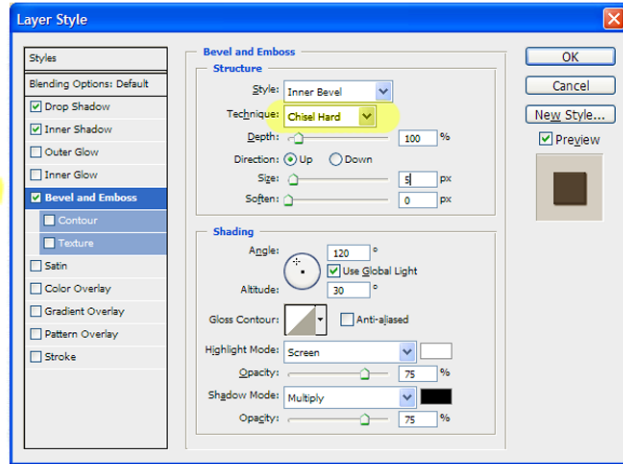 Layer Style
Styles
Blending Options: Default
Drop Shadow
Inner Shadow
Outer Glow
Inner Glow
Bevel and Emboss
Contour
Texture
Satin
Color Overlay
Gradient Overlay
Pattern Overlay
Stroke
Bevel and Emboss
Structure
Style: Inner Bevel
Technique: Chisel Hard
Depth: 100 %
Direction: Up Down
Size: 5 px
Soften: 0 px
Shading
Angle: 120 °
Use Global Light
Altitude: 30 °
Gloss Contour: Anti-aliased
Highlight Mode: Screen
Opacity: 75 %
Shadow Mode: Multiply
Opacity: 75 %
OK
Cancel
New Style...
Preview